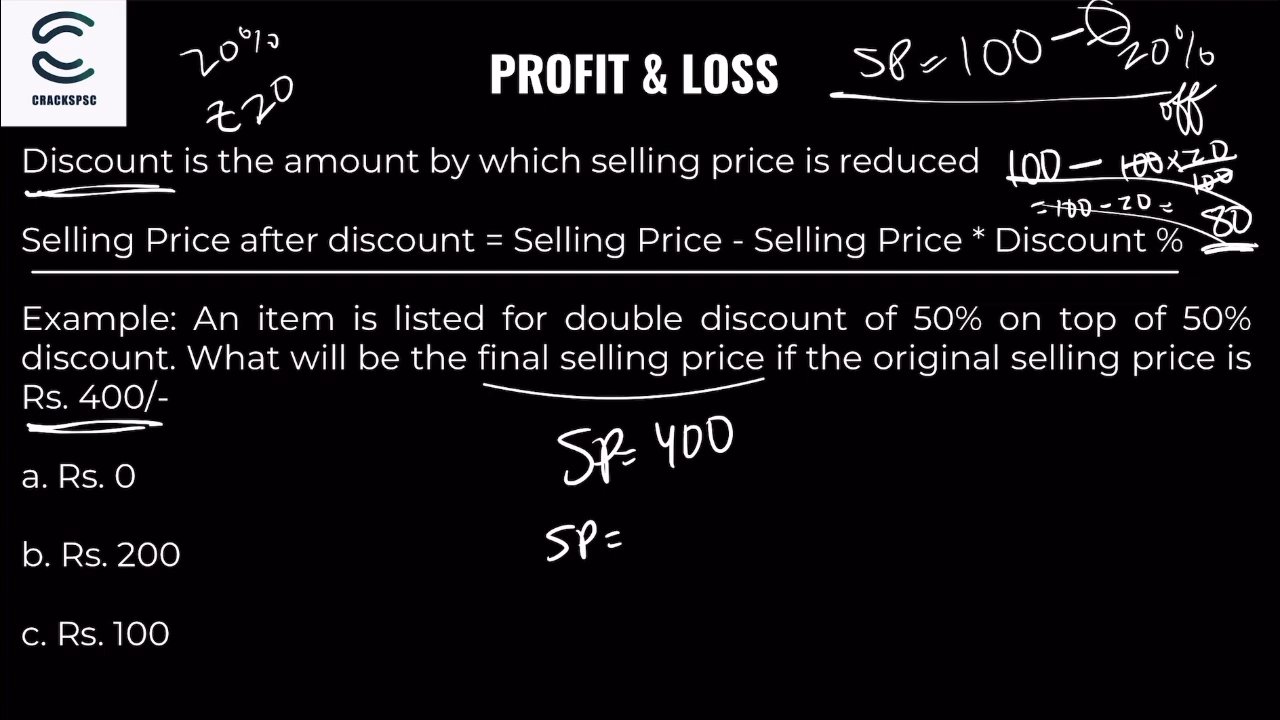 CRACKSPSC
20%
₹20
PROFIT & LOSS
SP = 100 - 20%
off
Discount is the amount by which selling price is reduced
100 - 100 x 20
100
= 100 - 20 =
80
Selling Price after discount = Selling Price - Selling Price * Discount %
Example: An item is listed for double discount of 50% on top of 50%
discount. What will be the final selling price if the original selling price is
Rs. 400/-
SP = 400
a. Rs. 0
SP =
b. Rs. 200
c. Rs. 100